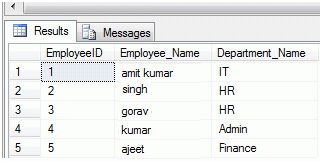 Results Messages
EmployeeID Employee_Name Department_Name
1 1 amit kumar IT
2 2 singh HR
3 3 gorav HR
4 4 kumar Admin
5 5 ajeet Finance